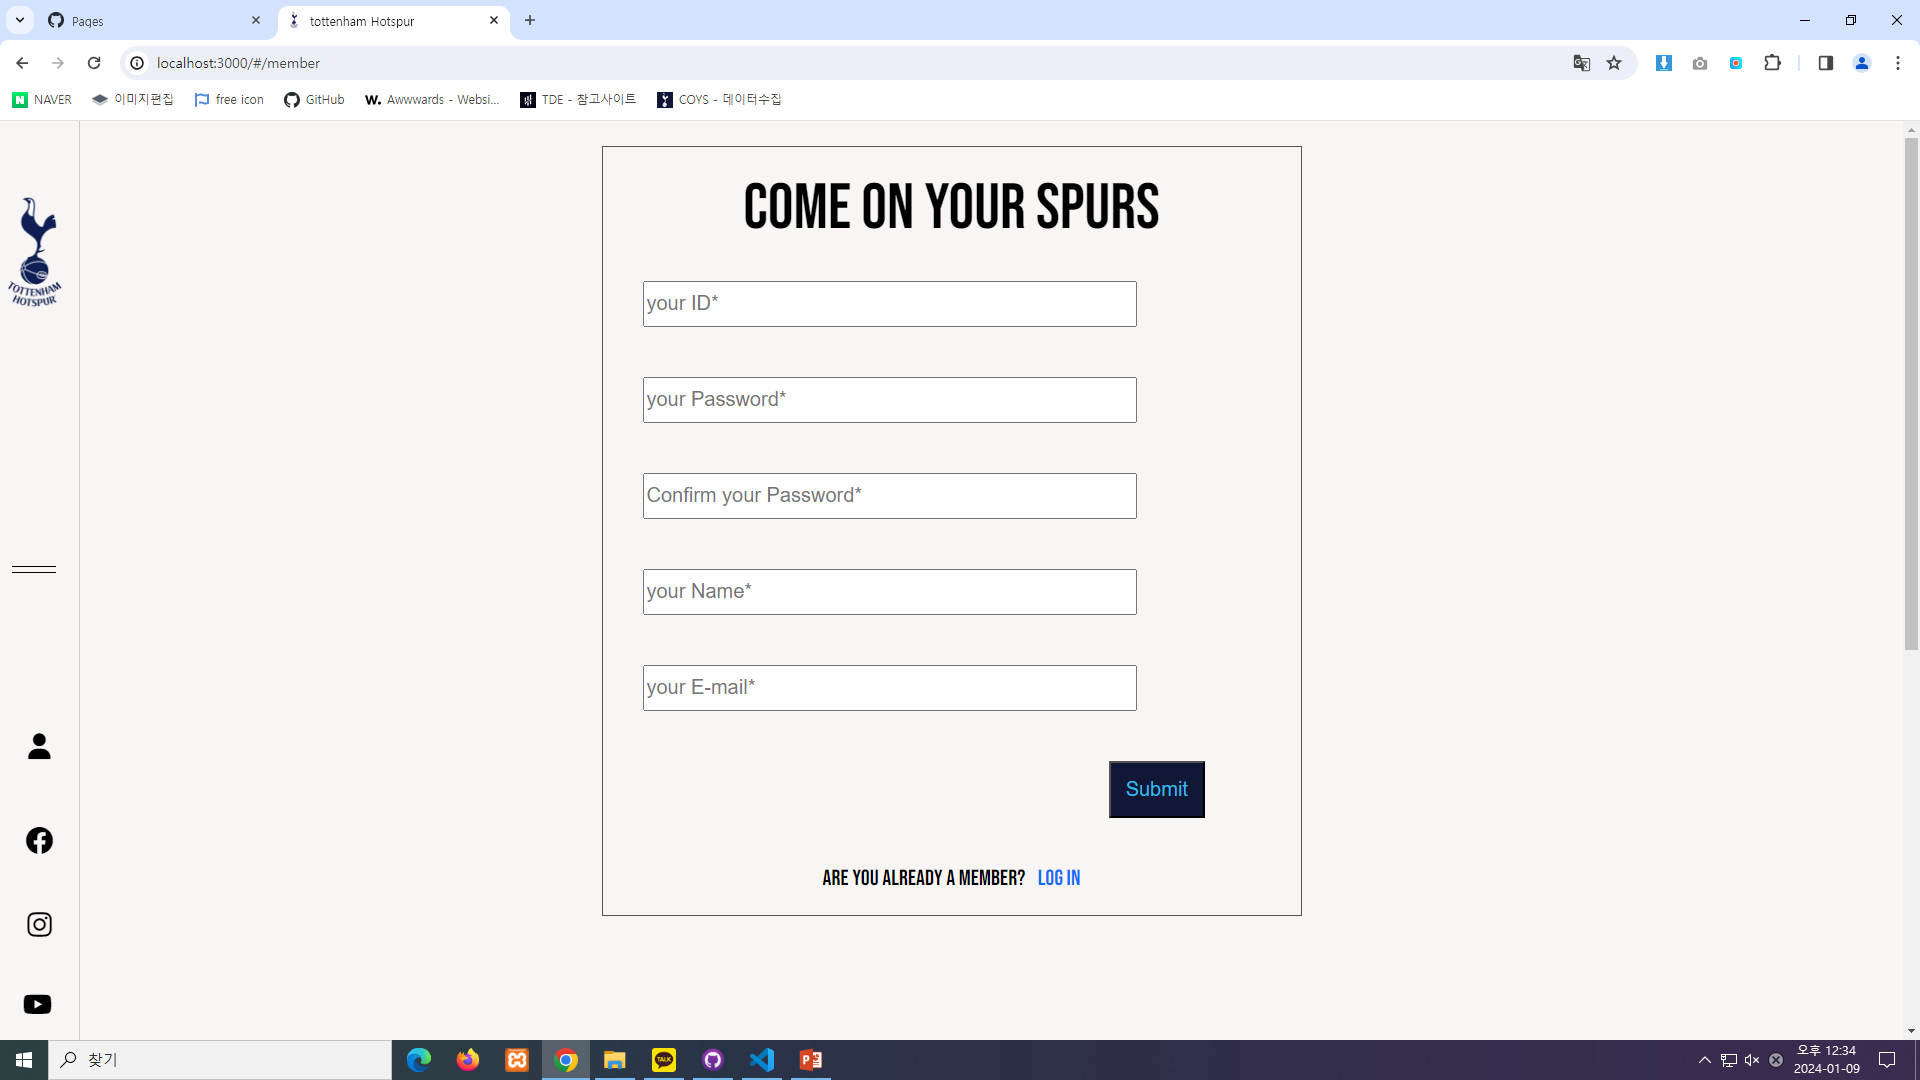 Pages
tottenham Hotspur
localhost:3000/#/member
NAVER
이미지편집
free icon
GitHub
W. Awwwards - Websi...
TDE - 참고사이트
COYS - 데이터수집
TOTTENHAM
HOTSPUR
COME ON YOUR SPURS
your ID*
your Password*
Confirm your Password*
your Name*
your E-mail*
Submit
ARE YOU ALREADY A MEMBER? LOG IN
찾기
TALK
오후 12:34
2024-01-09